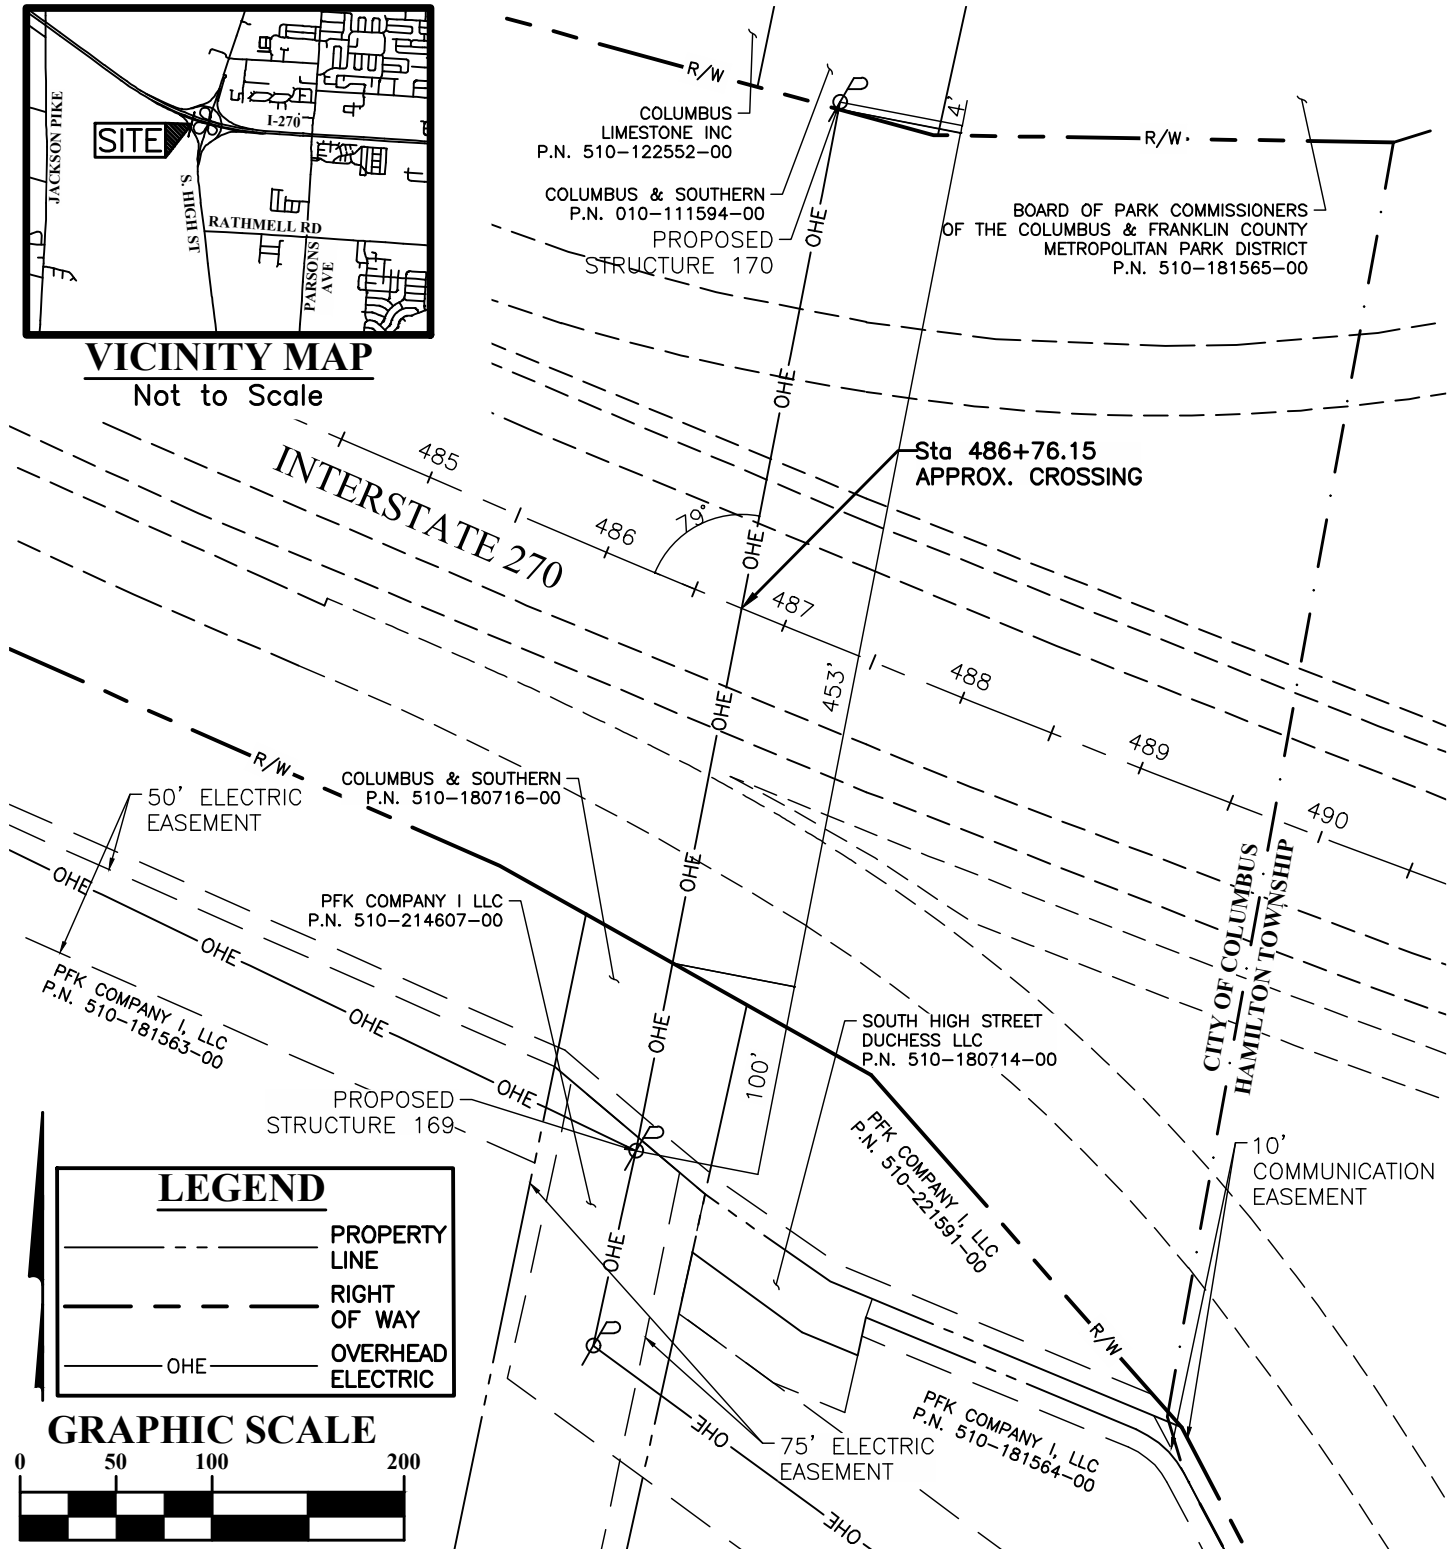 JACKSON PIKE
SITE
I-270
S. HIGH ST
RATHMELL RD
PARSONS
AVE
VICINITY MAP
Not to Scale
R/W
COLUMBUS
LIMESTONE INC
P.N. 510-122552-00
COLUMBUS & SOUTHERN
P.N. 010-111594-00
PROPOSED
STRUCTURE 170
4'
R/W
BOARD OF PARK COMMISSIONERS
OF THE COLUMBUS & FRANKLIN COUNTY
METROPOLITAN PARK DISTRICT
P.N. 510-181565-00
OHE
OHE
Sta 486+76.15
APPROX. CROSSING
485
INTERSTATE 270
486
79°
OHE
487
453'
488
OHE
489
490
R/W
COLUMBUS & SOUTHERN
P.N. 510-180716-00
50' ELECTRIC
EASEMENT
OHE
OHE
PFK COMPANY I LLC
P.N. 510-214607-00
CITY OF COLUMBUS
HAMILTON TOWNSHIP
OHE
PFK COMPANY I, LLC
P.N. 510-181563-00
OHE
OHE
SOUTH HIGH STREET
DUCHESS LLC
P.N. 510-180714-00
100'
OHE
PROPOSED
STRUCTURE 169
PFK COMPANY I, LLC
P.N. 510-221591-00
10'
COMMUNICATION
EASEMENT
OHE
LEGEND
PROPERTY
LINE
RIGHT
OF WAY
OHE
OVERHEAD
ELECTRIC
R/W
PFK COMPANY I, LLC
P.N. 510-181564-00
OHE
75' ELECTRIC
EASEMENT
OHE
GRAPHIC SCALE
0 50 100 200